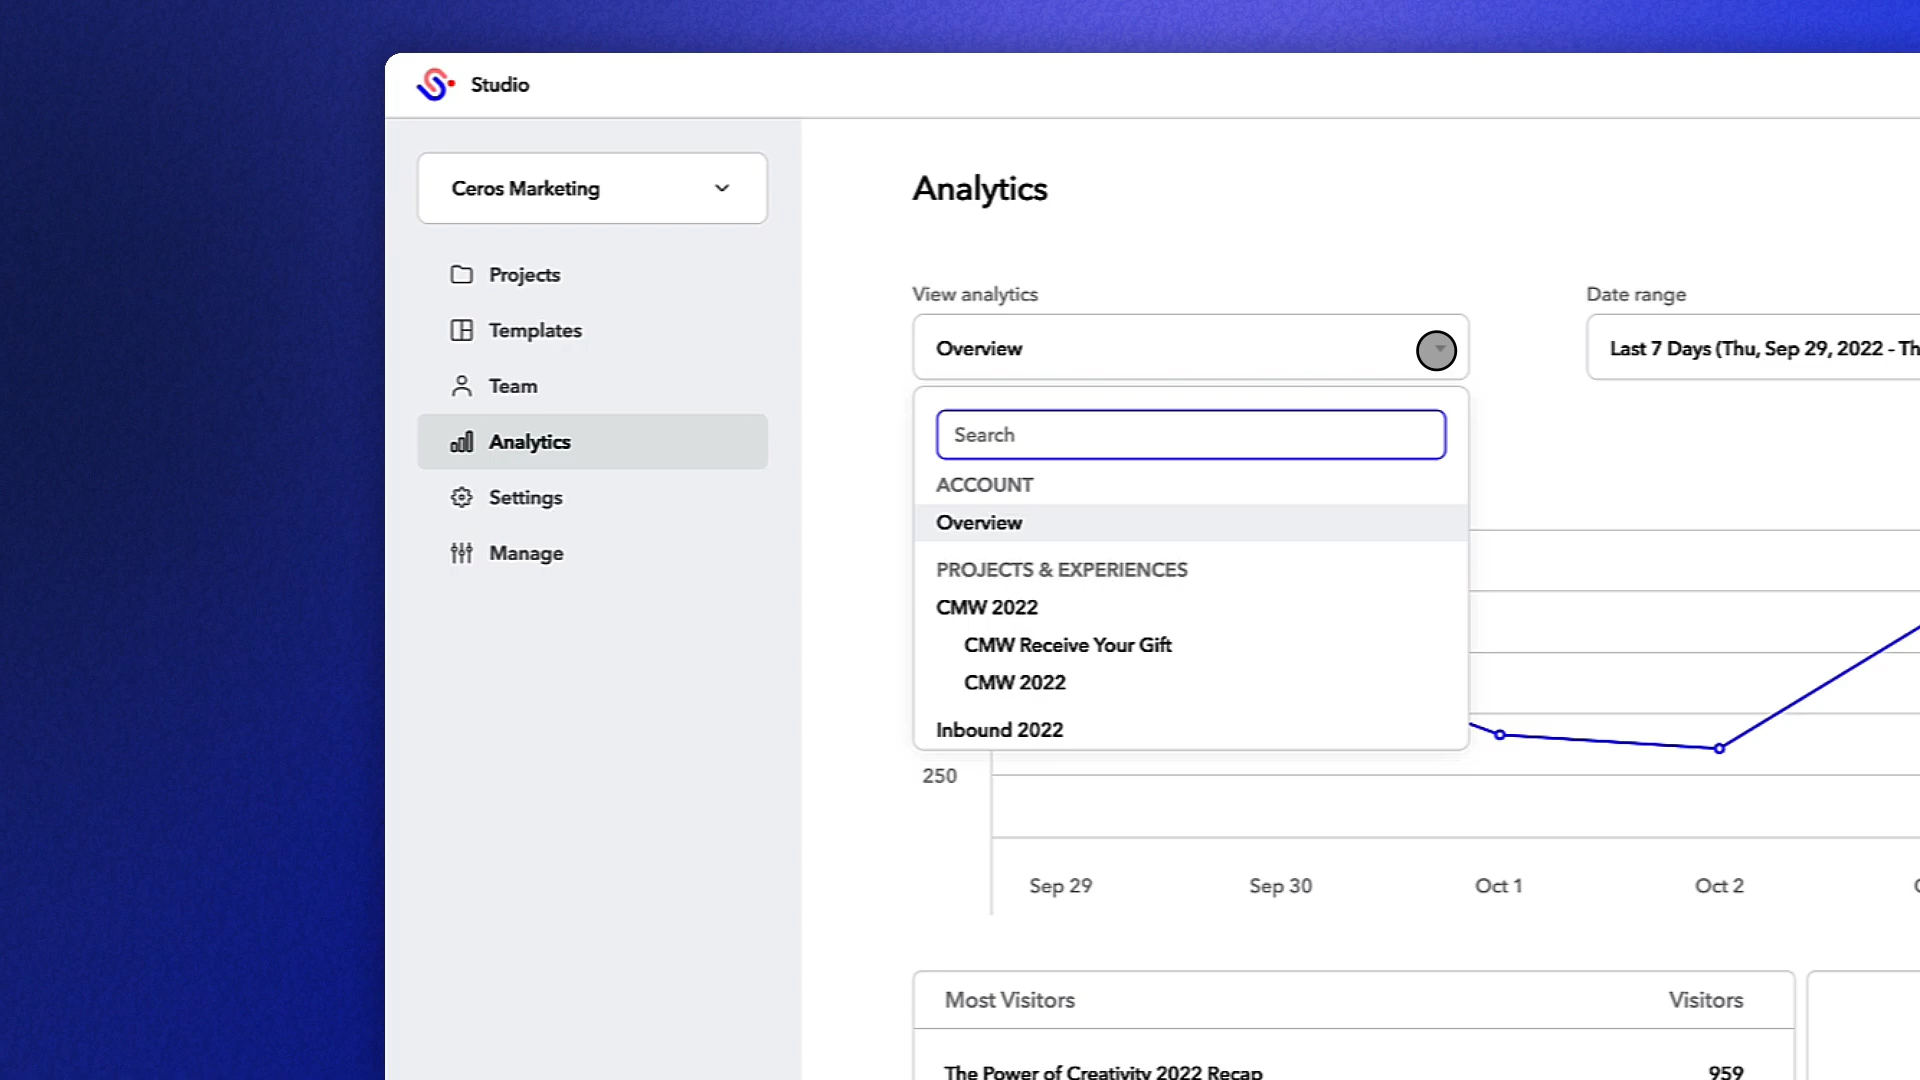 Studio
Ceros Marketing
Projects
Templates
Team
Analytics
Settings
Manage
Analytics
View analytics
Overview
Date range
Last 7 Days (Thu, Sep 29, 2022 - Th
Search
ACCOUNT
Overview
PROJECTS & EXPERIENCES
CMW 2022
CMW Receive Your Gift
CMW 2022
Inbound 2022
250
Sep 29
Sep 30
Oct 1
Oct 2
Most Visitors
Visitors
The Power of Creativity 2022 Recap
959